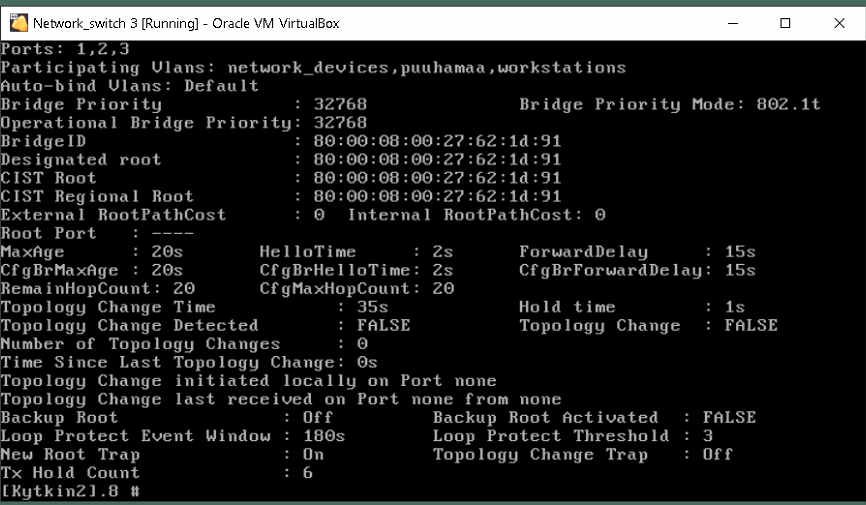 Network_switch 3 [Running] - Oracle VM VirtualBox
Ports: 1,2,3
Participating Vlans: network_devices,puuhamaa,workstations
Auto-bind Vlans: Default
Bridge Priority : 32768 Bridge Priority Mode: 802.1t
Operational Bridge Priority: 32768
BridgeID : 80:00:08:00:27:62:1d:91
Designated root : 80:00:08:00:27:62:1d:91
CIST Root : 80:00:08:00:27:62:1d:91
CIST Regional Root : 80:00:08:00:27:62:1d:91
External RootPathCost : 0 Internal RootPathCost: 0
Root Port : ----
MaxAge : 20s HelloTime : 2s ForwardDelay : 15s
CfgBrMaxAge : 20s CfgBrHelloTime: 2s CfgBrForwardDelay: 15s
RemainHopCount: 20 CfgMaxHopCount: 20
Topology Change Time : 35s Hold time : 1s
Topology Change Detected : FALSE Topology Change : FALSE
Number of Topology Changes : 0
Time Since Last Topology Change: 0s
Topology Change initiated locally on Port none
Topology Change last received on Port none from none
Backup Root : Off Backup Root Activated : FALSE
Loop Protect Event Window : 180s Loop Protect Threshold : 3
New Root Trap : On Topology Change Trap : Off
Tx Hold Count : 6
[Kytkin2].8 #